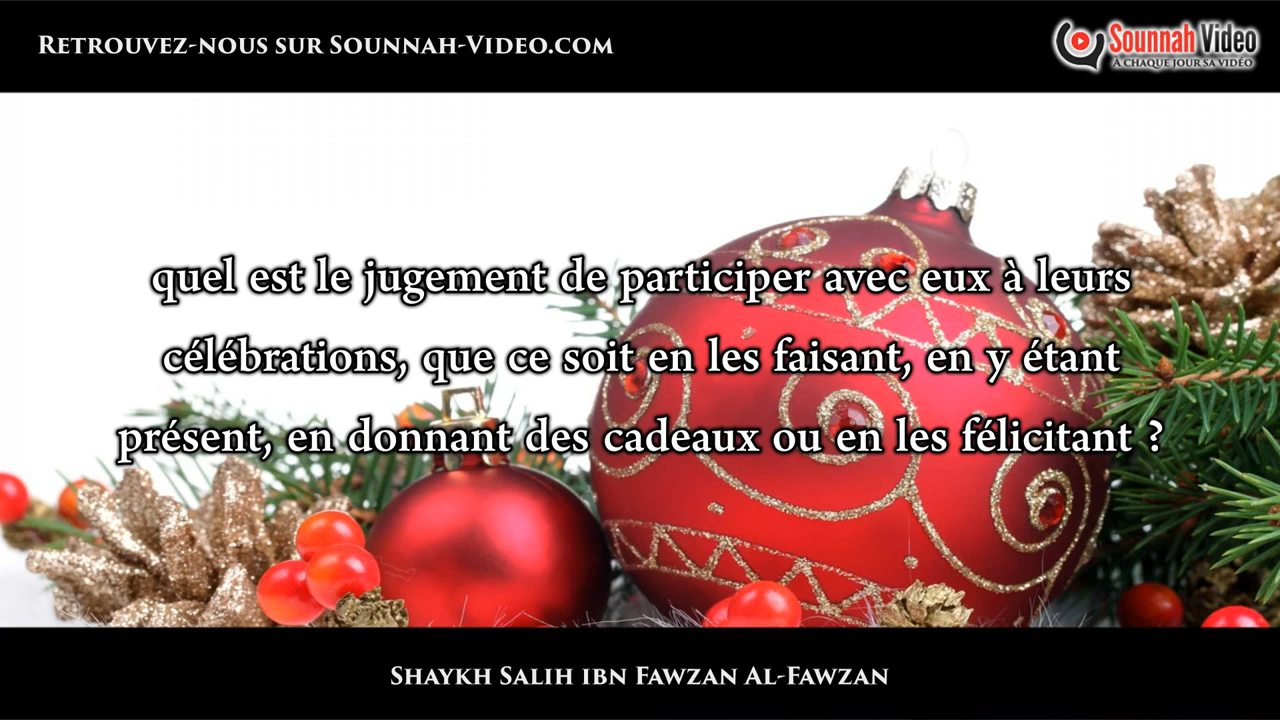 Retrouvez-nous sur Sounnah-Video.com
Sounnah Video
À CHAQUE JOUR SA VIDÉO
quel est le jugement de participer avec eux à leurs
célébrations, que ce soit en les faisant, en y étant
présent, en donnant des cadeaux ou en les félicitant ?
Shaykh Salih ibn Fawzan Al-Fawzan